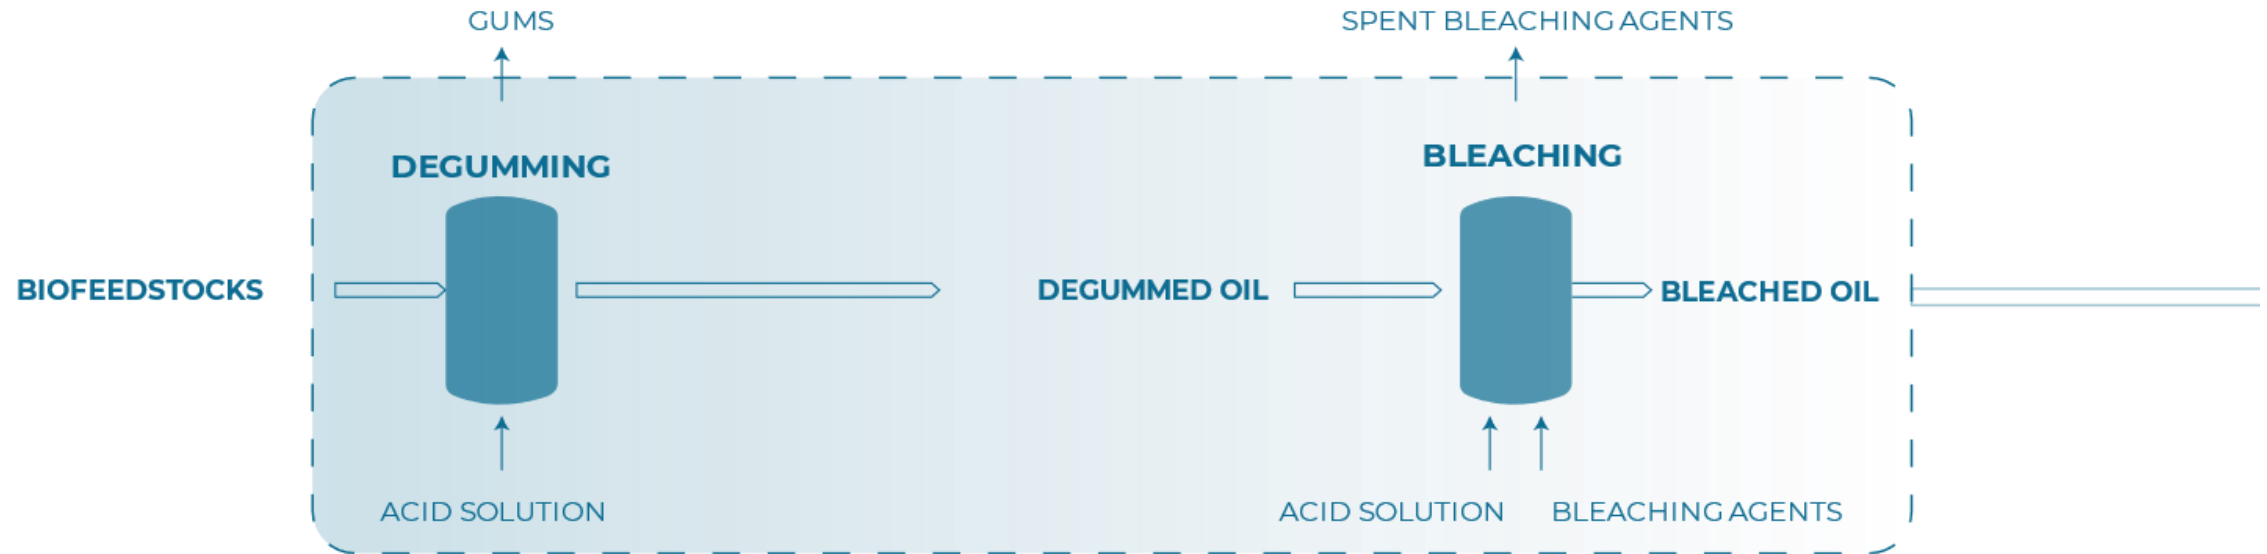 GUMS
SPENT BLEACHING AGENTS
DEGUMMING
BLEACHING
BIOFEEDSTOCKS
DEGUMMED OIL
BLEACHED OIL
ACID SOLUTION
ACID SOLUTION
BLEACHING AGENTS